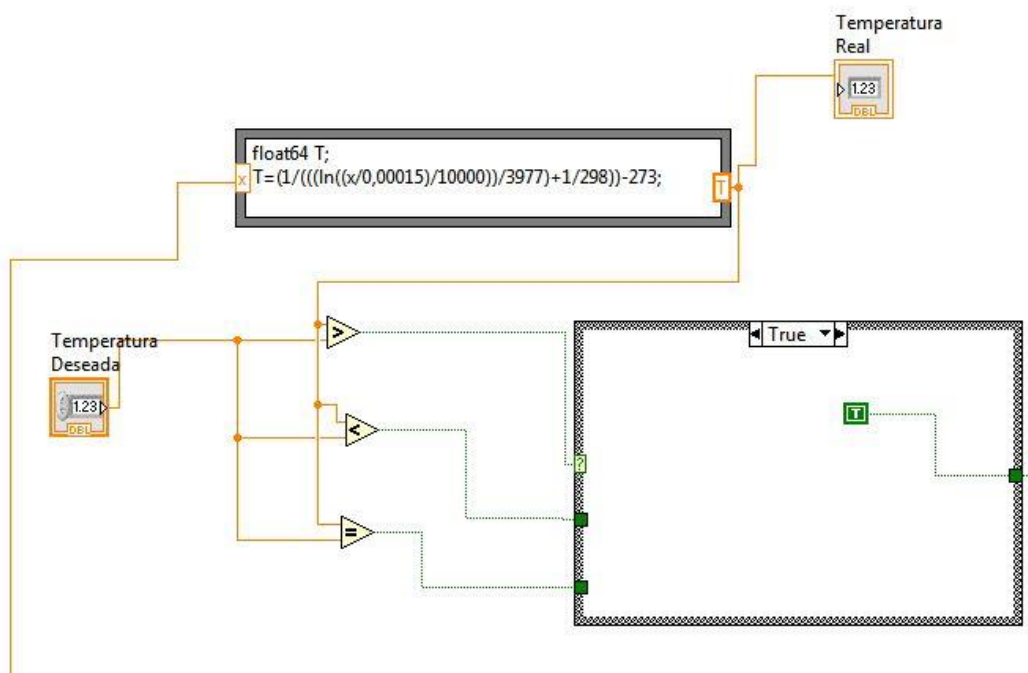 Temperatura
Real
1.23
DBL
float64 T;
x
T=(1/(((ln((x/0,00015)/10000))/3977)+1/298))-273;
T
Temperatura
Deseada
1.23
DBL
>
<
=
True
?
T